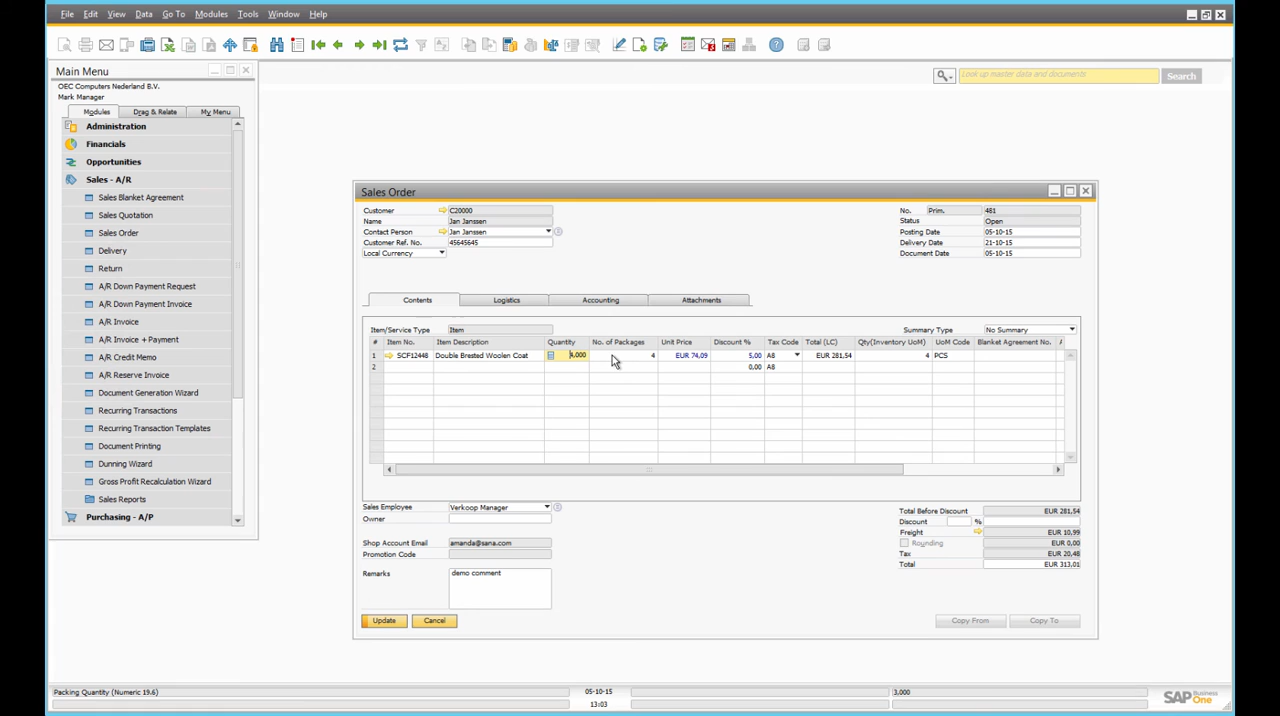 File Edit View Data Go To Modules Tools Window Help
Look up master data and documents Search
Main Menu
OEC Computers Nederland B.V.
Mark Manager
Modules Drag & Relate My Menu
Administration
Financials
Opportunities
Sales - A/R
Sales Blanket Agreement
Sales Quotation
Sales Order
Delivery
Return
A/R Down Payment Request
A/R Down Payment Invoice
A/R Invoice
A/R Invoice + Payment
A/R Credit Memo
A/R Reserve Invoice
Document Generation Wizard
Recurring Transactions
Recurring Transaction Templates
Document Printing
Dunning Wizard
Gross Profit Recalculation Wizard
Sales Reports
Purchasing - A/P
Sales Order
Customer C20000 No. Prim. 481
Name Jan Janssen Status Open
Contact Person Jan Janssen Posting Date 05-10-15
Customer Ref. No. 45645645 Delivery Date 21-10-15
Local Currency Document Date 05-10-15
Contents Logistics Accounting Attachments
Item/Service Type Item Summary Type No Summary
# Item No. Item Description Quantity No. of Packages Unit Price Discount % Tax Code Total (LC) Qty(Inventory UoM) UoM Code Blanket Agreement No. A
1 SCF12448 Double Brested Woolen Coat 4,000 4 EUR 74,09 5,00 A8 EUR 281,54 4 PCS
2 0,00 A8
Sales Employee Verkoop Manager
Owner
Shop Account Email amanda@sana.com
Promotion Code
Remarks demo comment
Total Before Discount EUR 281,54
Discount %
Freight EUR 10,99
Rounding EUR 0,00
Tax EUR 20,48
Total EUR 313,01
Update Cancel Copy From Copy To
Packing Quantity (Numeric 19.6) 05-10-15 3,000
13:03
SAP Business One